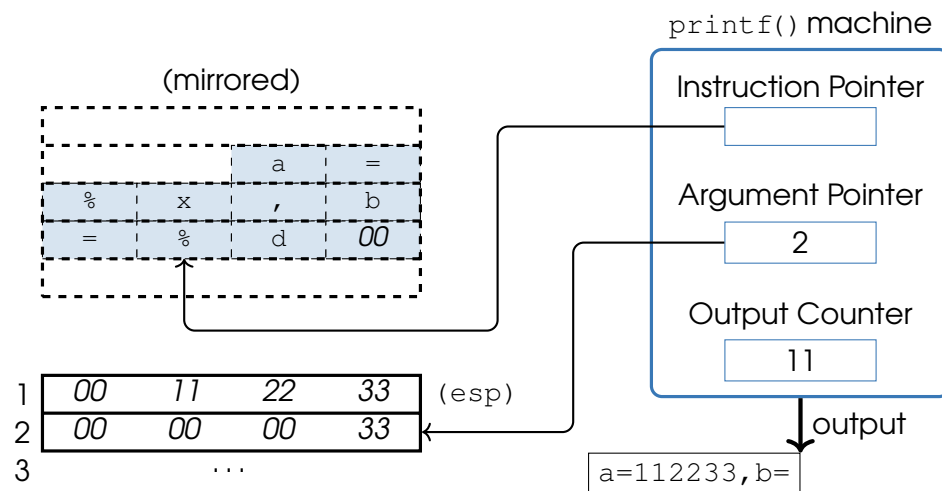 printf() machine
(mirrored)
Instruction Pointer
a =
% x , b
= % d 00
Argument Pointer
2
Output Counter
11
1 00 11 22 33 (esp)
2 00 00 00 33
3 ...
output
a=112233,b=